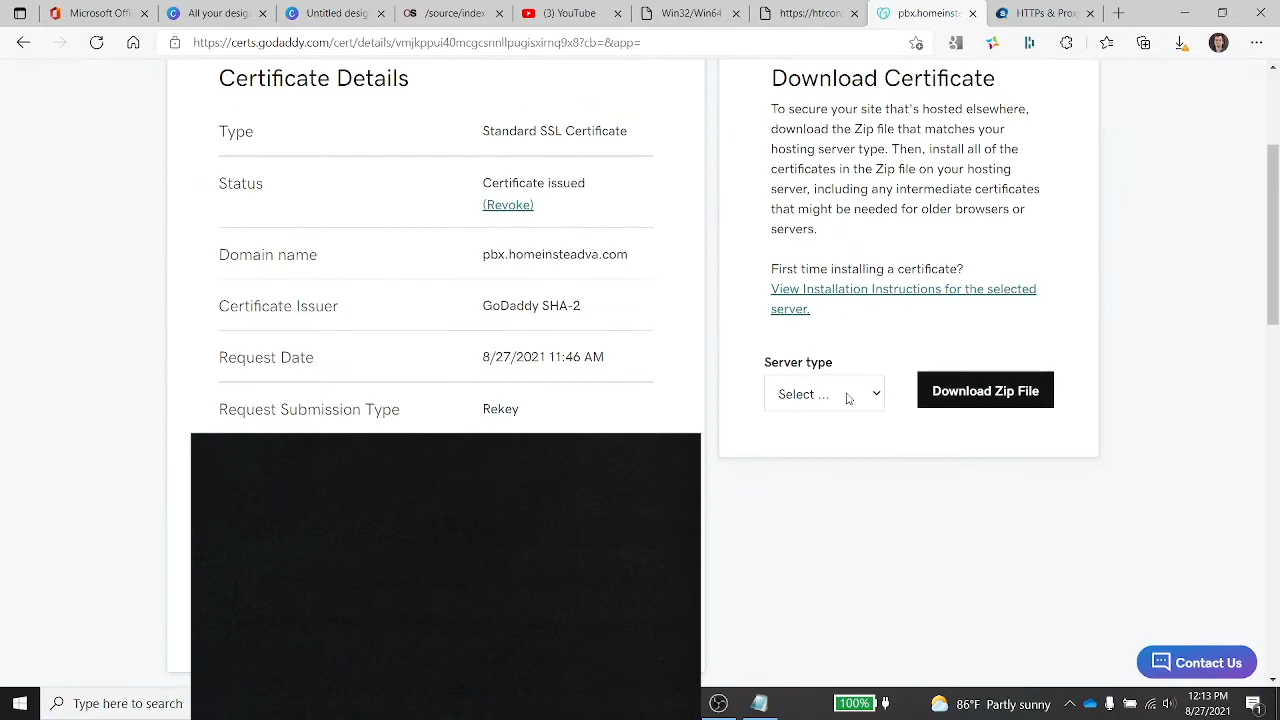 Microsoft Offi
All your design
Untitled desig
OS /source/index
(3) YouTube
Win32/Win64
https://ntrcon
pbx.homeinste
HTTPs & Prox
https://certs.godaddy.com/cert/details/vmjkppui40mcgcsnnllpugisxirnq9x8?cb=&app=
Certificate Details
Type Standard SSL Certificate
Status Certificate issued
(Revoke)
Domain name pbx.homeinsteadva.com
Certificate Issuer GoDaddy SHA-2
Request Date 8/27/2021 11:46 AM
Request Submission Type Rekey
Download Certificate
To secure your site that's hosted elsewhere,
download the Zip file that matches your
hosting server type. Then, install all of the
certificates in the Zip file on your hosting
server, including any intermediate certificates
that might be needed for older browsers or
servers.
First time installing a certificate?
View Installation Instructions for the selected
server.
Server type
Select ...
Download Zip File
Contact Us
Type here to search
100%
86°F Partly sunny
12:13 PM
8/27/2021